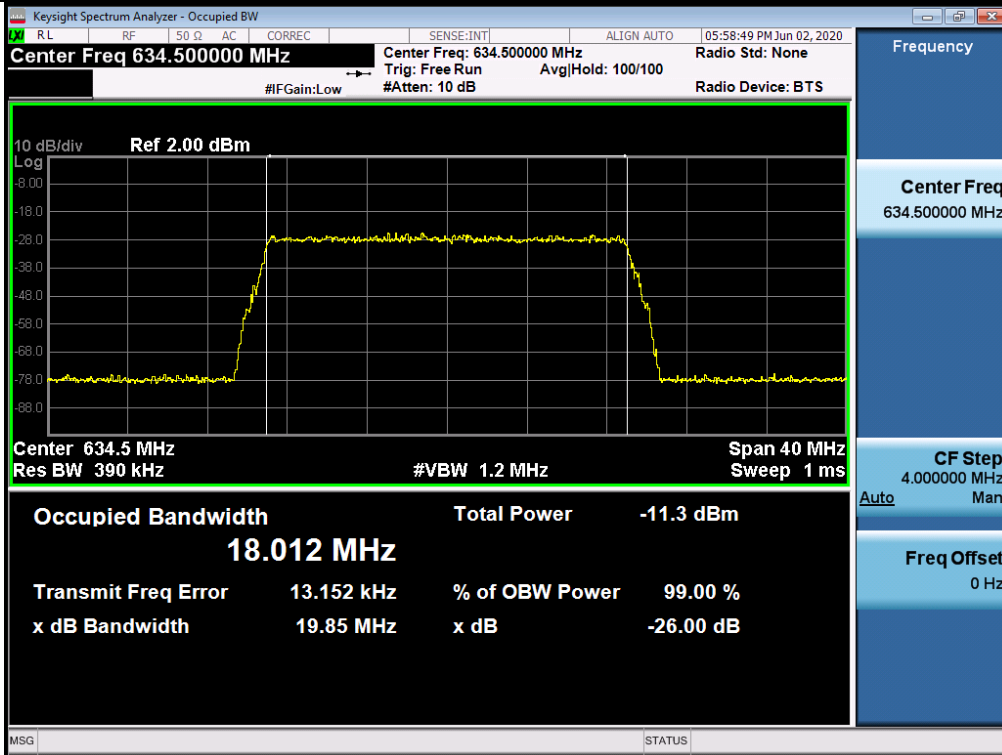 Keysight Spectrum Analyzer - Occupied BW
LXI RL RF 50 Ω AC CORREC SENSE:INT ALIGN AUTO 05:58:49 PM Jun 02, 2020
Center Freq 634.500000 MHz
Center Freq: 634.500000 MHz Radio Std: None
Trig: Free Run Avg|Hold: 100/100
#IFGain:Low #Atten: 10 dB Radio Device: BTS
10 dB/div Ref 2.00 dBm
Log
-8.00
-18.0
-28.0
-38.0
-48.0
-58.0
-68.0
-78.0
-88.0
Center 634.5 MHz Span 40 MHz
Res BW 390 kHz #VBW 1.2 MHz Sweep 1 ms
Occupied Bandwidth Total Power -11.3 dBm
18.012 MHz
Transmit Freq Error 13.152 kHz % of OBW Power 99.00 %
x dB Bandwidth 19.85 MHz x dB -26.00 dB
Frequency
Center Freq
634.500000 MHz
CF Step
4.000000 MHz
Auto Man
Freq Offset
0 Hz
MSG STATUS